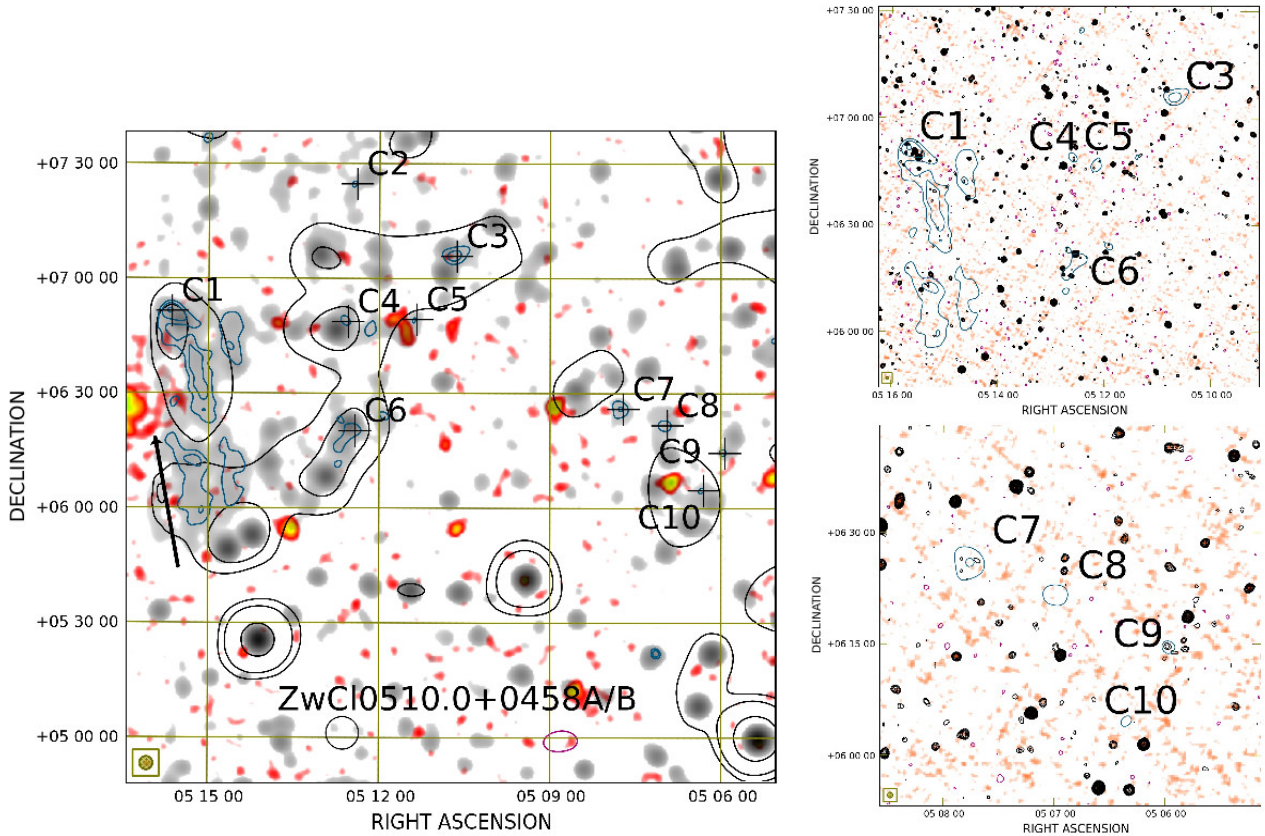 +07 30 00
+07 00 00
+06 30 00
+06 00 00
+05 30 00
+05 00 00
DECLINATION
C2
C3
C1
C4
C5
C6
C7
C8
C9
C10
ZwCl0510.0+0458A/B
05 15 00
05 12 00
05 09 00
05 06 00
RIGHT ASCENSION
+07 30 00
+07 00 00
+06 30 00
+06 00 00
DECLINATION
C3
C1
C4 C5
C6
05 16 00
05 14 00
05 12 00
05 10 00
RIGHT ASCENSION
+06 30 00
+06 15 00
+06 00 00
DECLINATION
C7
C8
C9
C10
05 08 00
05 07 00
05 06 00
RIGHT ASCENSION